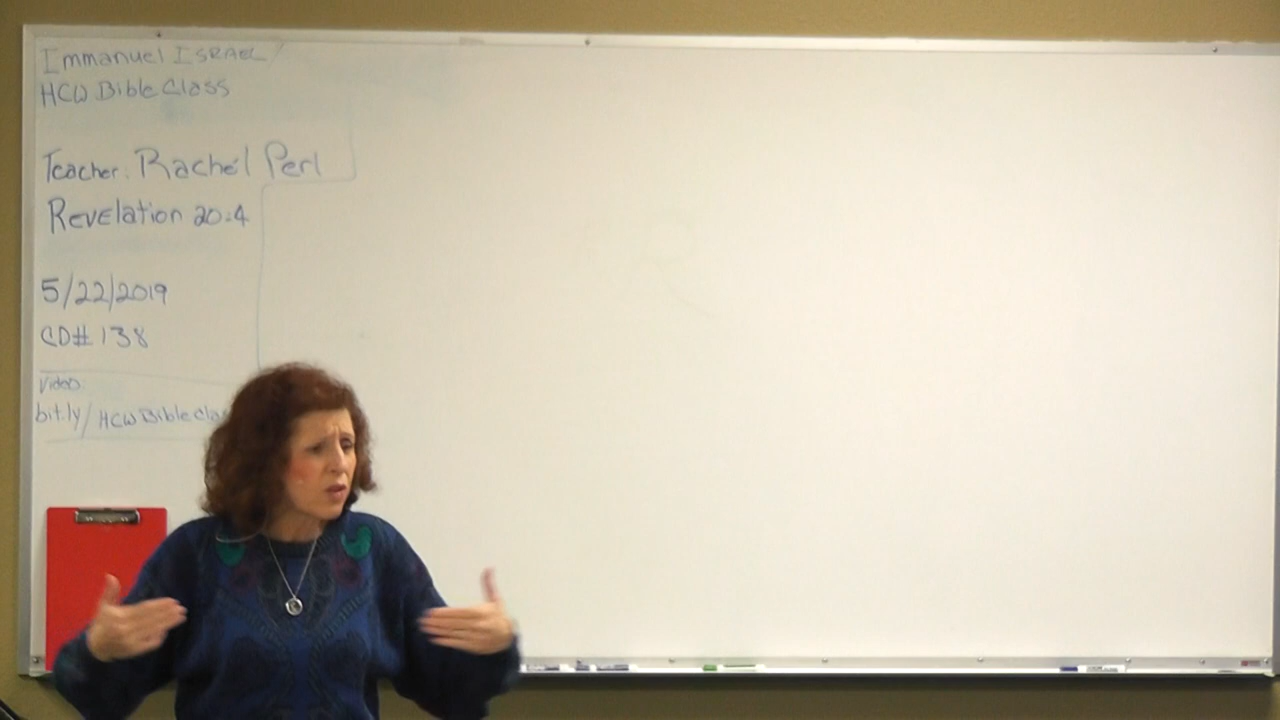 Immanuel ISRAEL
HCW Bible Class
Teacher: Rachel Perl
Revelation 20:4
5/22/2019
CD# 138
Video
bit.ly/HCWBibleClas